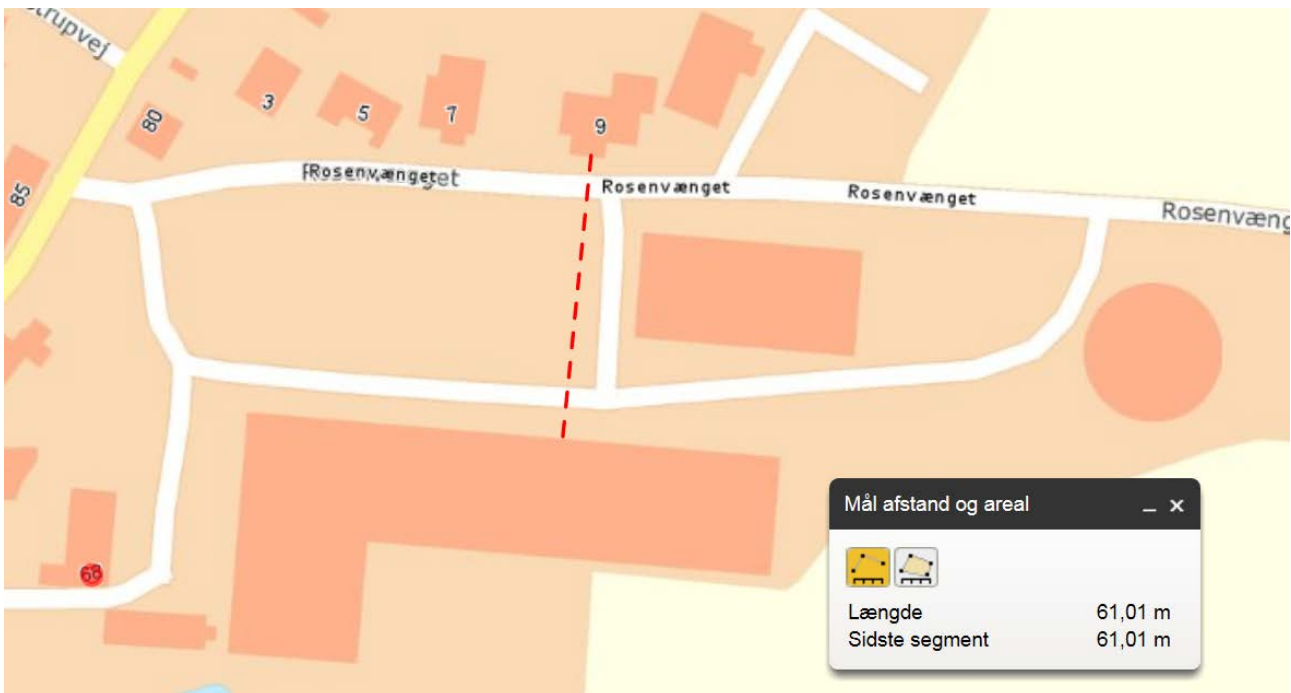 trupvej
3
5
7
9
80
85
Rosenvænget
Rosenvænget
Rosenvænget
Rosenvæng
68
Mål afstand og areal
Længde 61,01 m
Sidste segment 61,01 m